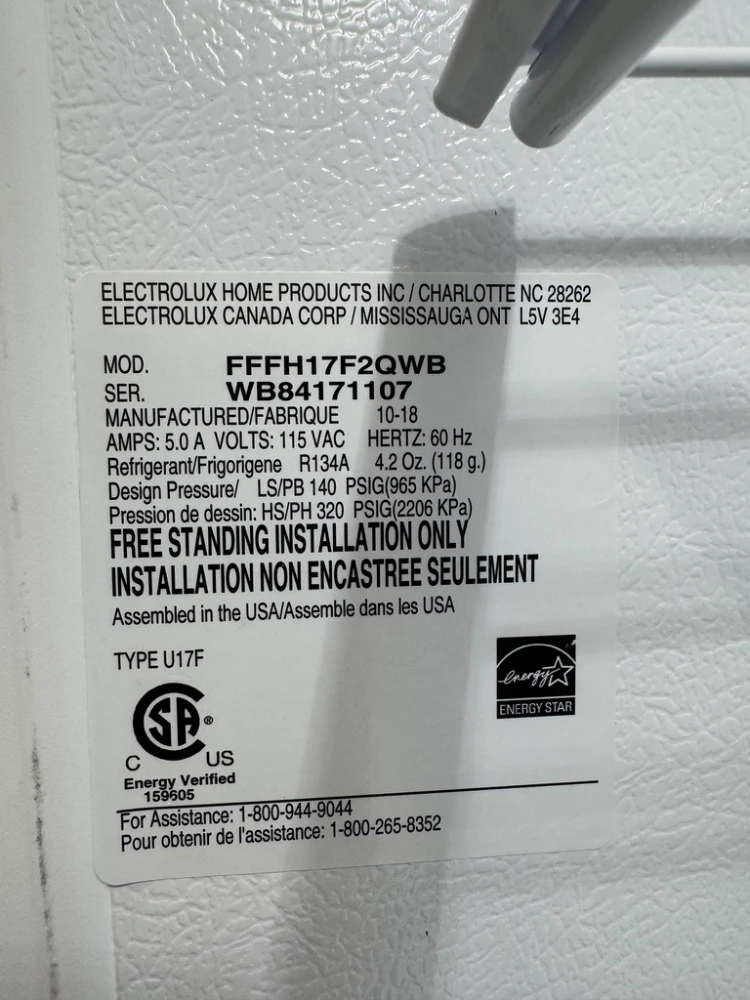 ELECTROLUX HOME PRODUCTS INC / CHARLOTTE NC 28262
ELECTROLUX CANADA CORP / MISSISSAUGA ONT L5V 3E4
MOD. FFFH17F2QWB
SER. WB84171107
MANUFACTURED/FABRIQUE 10-18
AMPS: 5.0 A VOLTS: 115 VAC HERTZ: 60 Hz
Refrigerant/Frigorigene R134A 4.2 Oz. (118 g.)
Design Pressure/ LS/PB 140 PSIG(965 KPa)
Pression de dessin: HS/PH 320 PSIG(2206 KPa)
FREE STANDING INSTALLATION ONLY
INSTALLATION NON ENCASTREE SEULEMENT
Assembled in the USA/Assemble dans les USA
TYPE U17F
energy
ENERGY STAR
SA ®
C US
Energy Verified
159605
For Assistance: 1-800-944-9044
Pour obtenir de l'assistance: 1-800-265-8352